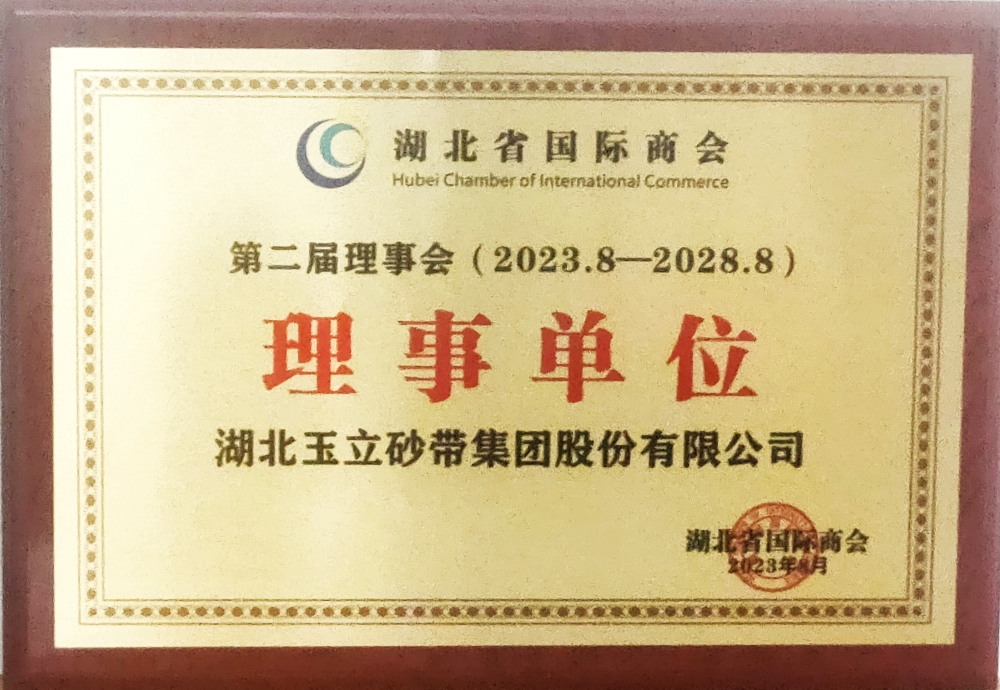 湖北省国际商会
Hubei Chamber of International Commerce
第二届理事会（2023.8—2028.8）
理事单位
湖北玉立砂带集团股份有限公司
湖北省国际商会
2023年8月